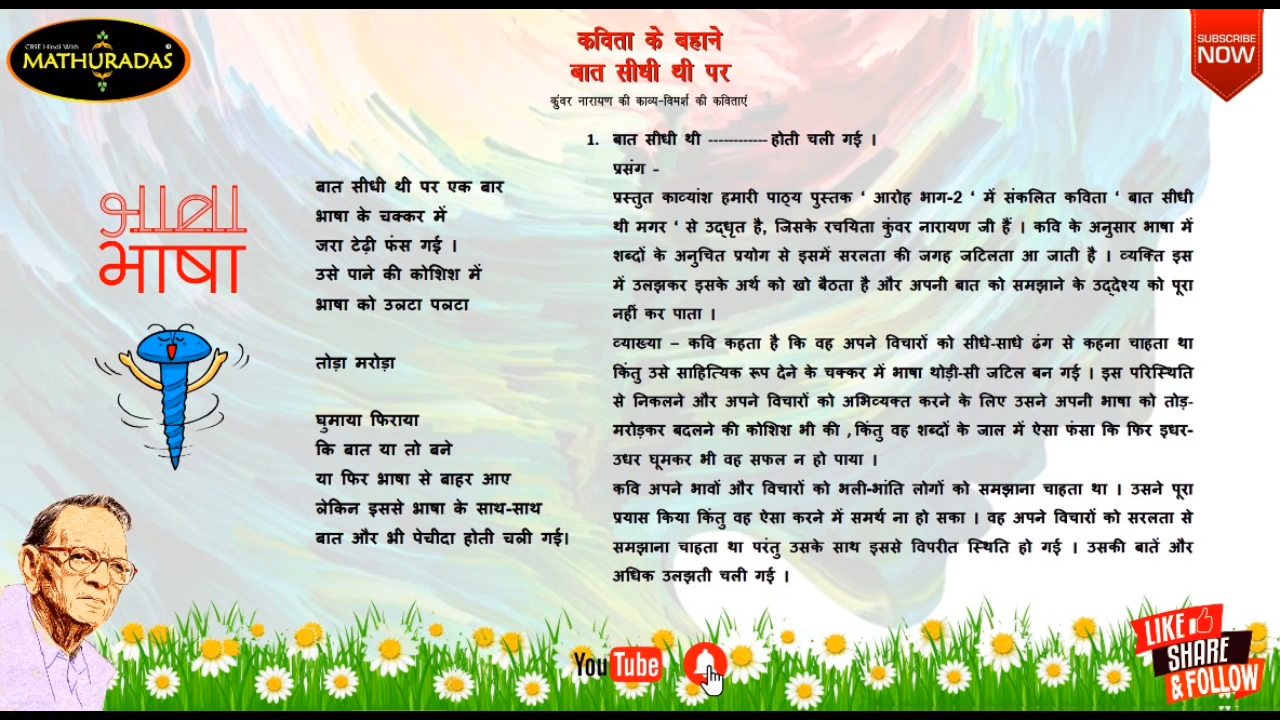 CBSE Hindi With
MATHURADAS
कविता के बहाने
बात सीधी थी पर
कुंवर नारायण की काव्य-विमर्श की कविताएं
SUBSCRIBE
NOW
भाषा
बात सीधी थी पर एक बार
भाषा के चक्कर में
जरा टेढ़ी फंस गई ।
उसे पाने की कोशिश में
भाषा को उलटा पलटा
तोड़ा मरोड़ा
घुमाया फिराया
कि बात या तो बने
या फिर भाषा से बाहर आए
लेकिन इससे भाषा के साथ-साथ
बात और भी पेचीदा होती चली गई।
1. बात सीधी थी ------------ होती चली गई ।
प्रसंग –
प्रस्तुत काव्यांश हमारी पाठ्य पुस्तक ‘ आरोह भाग-2 ‘ में संकलित कविता ‘ बात सीधी
थी मगर ‘ से उद्धृत है, जिसके रचयिता कुंवर नारायण जी हैं । कवि के अनुसार भाषा में
शब्दों के अनुचित प्रयोग से इसमें सरलता की जगह जटिलता आ जाती है । व्यक्ति इस
में उलझकर इसके अर्थ को खो बैठता है और अपनी बात को समझाने के उद्देश्य को पूरा
नहीं कर पाता ।
व्याख्या – कवि कहता है कि वह अपने विचारों को सीधे-साधे ढंग से कहना चाहता था
किंतु उसे साहित्यिक रूप देने के चक्कर में भाषा थोड़ी-सी जटिल बन गई । इस परिस्थिति
से निकलने और अपने विचारों को अभिव्यक्त करने के लिए उसने अपनी भाषा को तोड़-
मरोड़कर बदलने की कोशिश भी की ,किंतु वह शब्दों के जाल में ऐसा फंसा कि फिर इधर-
उधर घूमकर भी वह सफल न हो पाया ।
कवि अपने भावों और विचारों को भली-भांति लोगों को समझाना चाहता था । उसने पूरा
प्रयास किया किंतु वह ऐसा करने में समर्थ ना हो सका । वह अपने विचारों को सरलता से
समझाना चाहता था परंतु उसके साथ इससे विपरीत स्थिति हो गई । उसकी बातें और
अधिक उलझती चली गई ।
YouTube
LIKE
SHARE
& FOLLOW